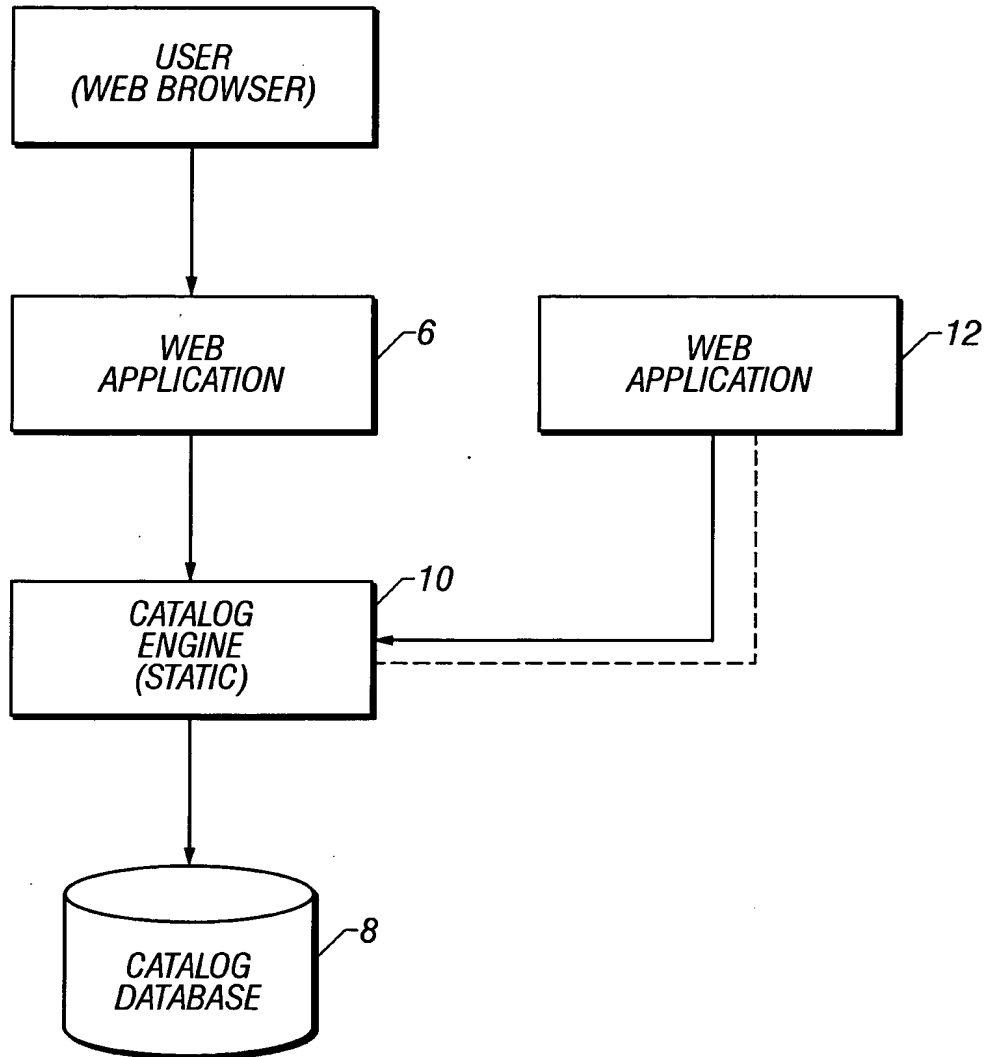 USER
(WEB BROWSER)
WEB
APPLICATION
6
WEB
APPLICATION
12
CATALOG
ENGINE
(STATIC)
10
CATALOG
DATABASE
8